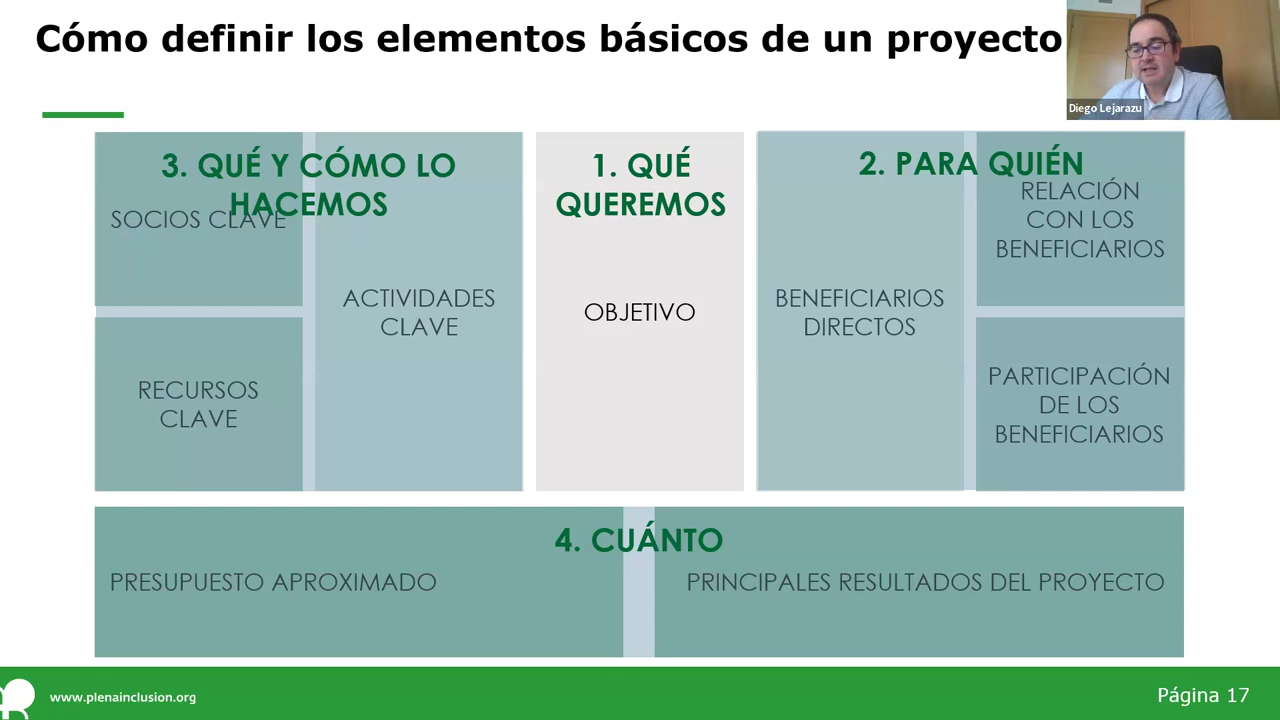 Cómo definir los elementos básicos de un proyecto
Diego Lejarazu
3. QUÉ Y CÓMO LO
HACEMOS
SOCIOS CLAVE
ACTIVIDADES
CLAVE
RECURSOS
CLAVE
1. QUÉ
QUEREMOS
OBJETIVO
2. PARA QUIÉN
BENEFICIARIOS
DIRECTOS
RELACIÓN
CON LOS
BENEFICIARIOS
PARTICIPACIÓN
DE LOS
BENEFICIARIOS
4. CUÁNTO
PRESUPUESTO APROXIMADO
PRINCIPALES RESULTADOS DEL PROYECTO
www.plenainclusion.org
Página 17